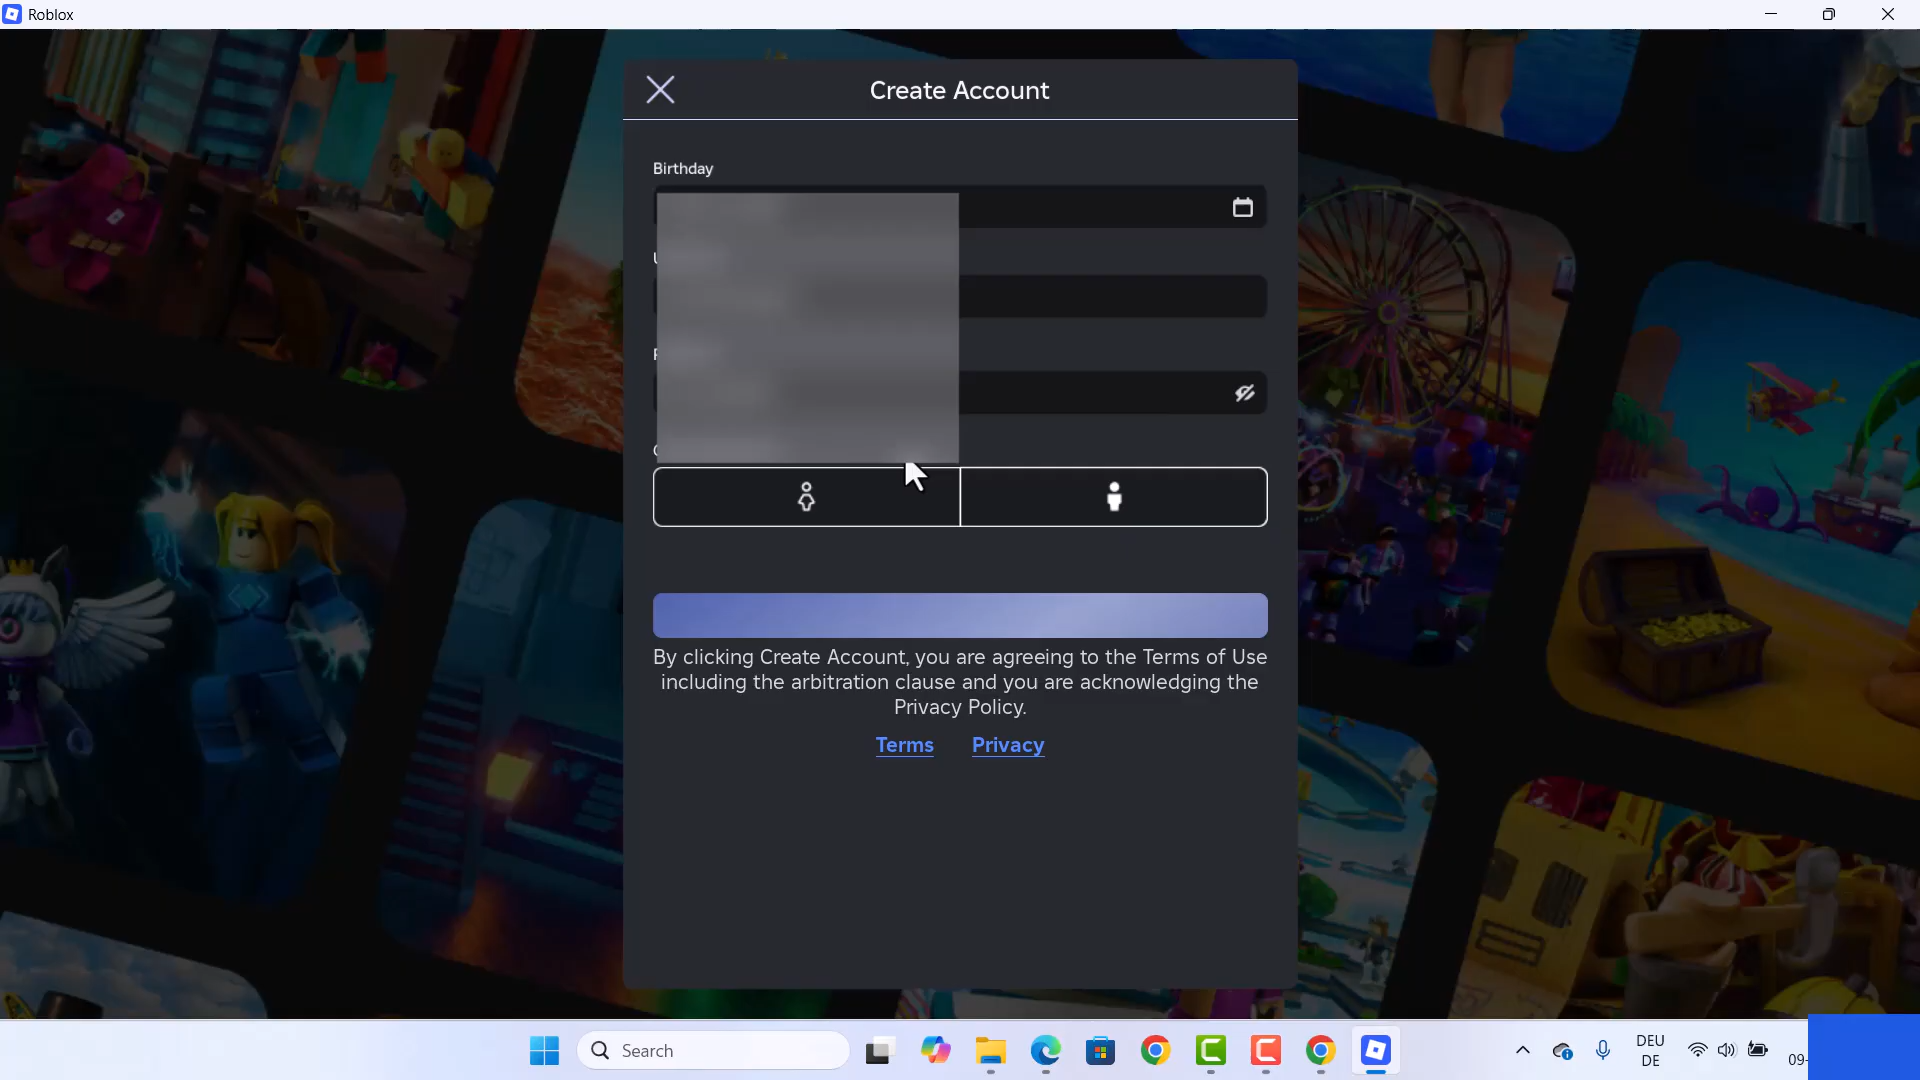 Roblox
Create Account
Birthday
By clicking Create Account, you are agreeing to the Terms of Use
including the arbitration clause and you are acknowledging the
Privacy Policy.
Terms Privacy
Search
DEU
DE
09-